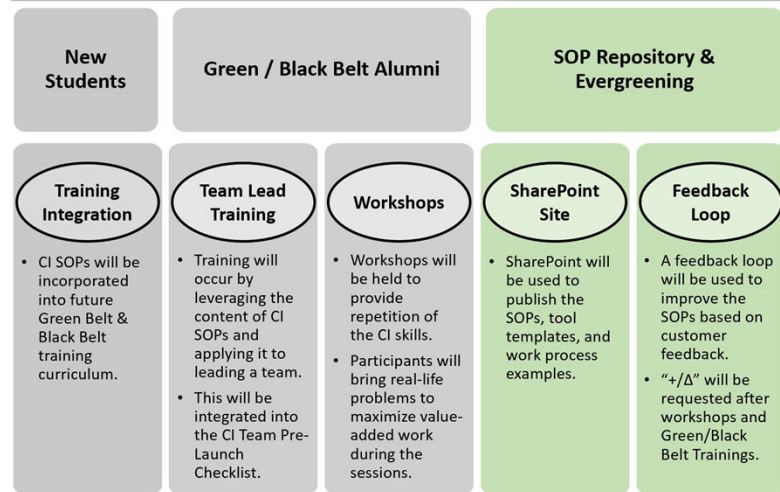 New
Students
Green / Black Belt Alumni
SOP Repository &
Evergreening
Training
Integration
• CI SOPs will be
incorporated
into future
Green Belt &
Black Belt
training
curriculum.
Team Lead
Training
• Training will
occur by
leveraging the
content of CI
SOPs and
applying it to
leading a team.
• This will be
integrated into
the CI Team Pre-
Launch
Checklist.
Workshops
• Workshops will
be held to
provide
repetition of
the CI skills.
• Participants will
bring real-life
problems to
maximize value-
added work
during the
sessions.
SharePoint
Site
• SharePoint will
be used to
publish the
SOPs, tool
templates, and
work process
examples.
Feedback
Loop
• A feedback loop
will be used to
improve the
SOPs based on
customer
feedback.
• “+/Δ” will be
requested after
workshops and
Green/Black
Belt Trainings.